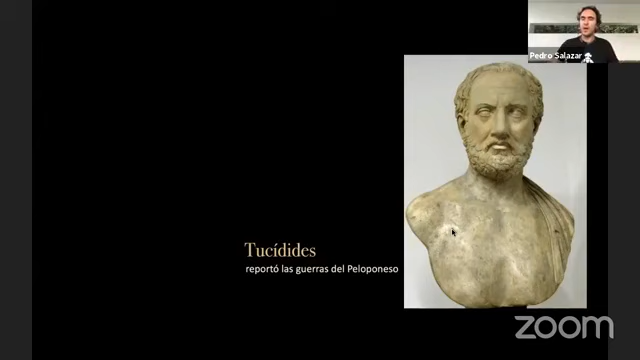 Pedro Salazar
Tucídides
reportó las guerras del Peloponeso
zoom